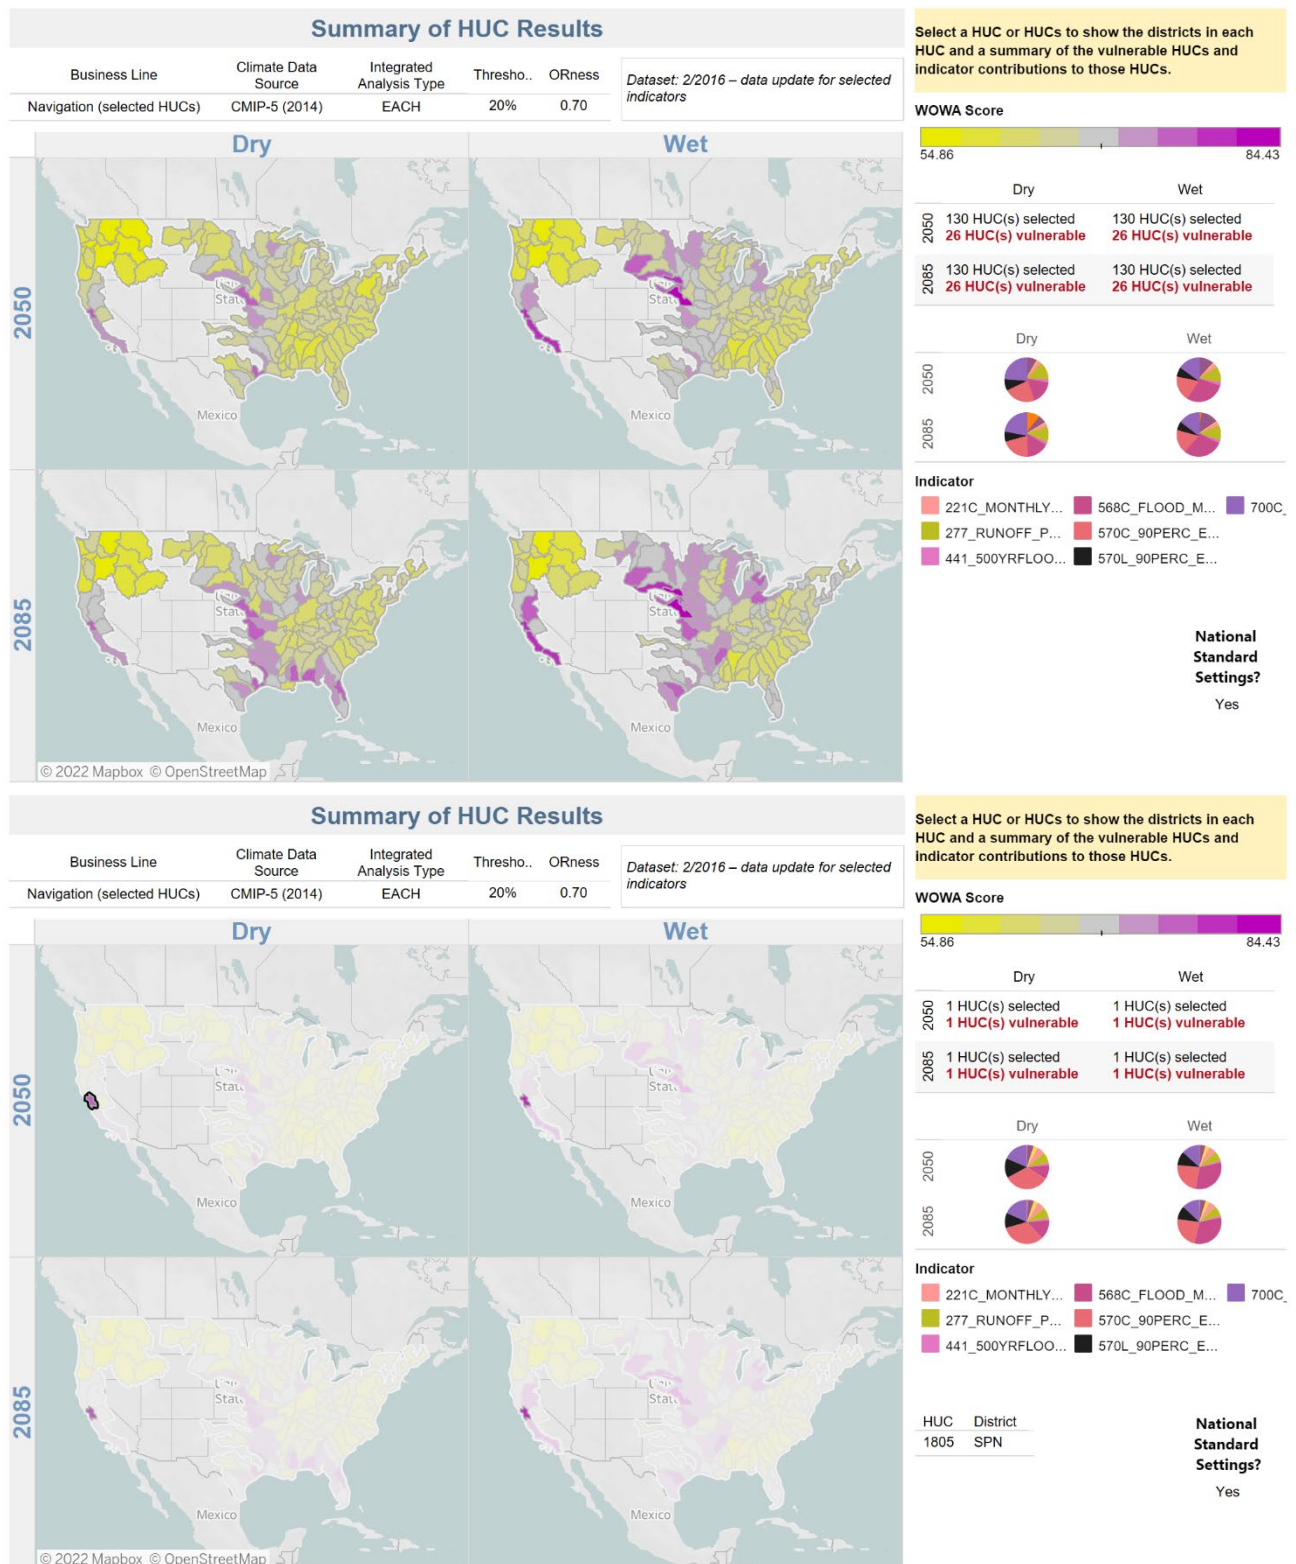 Summary of HUC Results
Business Line
Climate Data
Source
Integrated
Analysis Type
Thresho..
ORness
Navigation (selected HUCs)
CMIP-5 (2014)
EACH
20%
0.70
Dataset: 2/2016 – data update for selected
indicators
Select a HUC or HUCs to show the districts in each
HUC and a summary of the vulnerable HUCs and
indicator contributions to those HUCs.
WOWA Score
54.86
84.43
Dry
Wet
2050
Mexico
2085
Mexico
Mexico
© 2022 Mapbox © OpenStreetMap
Dry
Wet
2050
130 HUC(s) selected
26 HUC(s) vulnerable
130 HUC(s) selected
26 HUC(s) vulnerable
2085
130 HUC(s) selected
26 HUC(s) vulnerable
130 HUC(s) selected
26 HUC(s) vulnerable
Dry
Wet
2050
2085
Indicator
221C_MONTHLY...
568C_FLOOD_M...
700C_
277_RUNOFF_P...
570C_90PERC_E...
441_500YRFLOO...
570L_90PERC_E...
National
Standard
Settings?
Yes
Summary of HUC Results
Business Line
Climate Data
Source
Integrated
Analysis Type
Thresho..
ORness
Navigation (selected HUCs)
CMIP-5 (2014)
EACH
20%
0.70
Dataset: 2/2016 – data update for selected
indicators
Select a HUC or HUCs to show the districts in each
HUC and a summary of the vulnerable HUCs and
indicator contributions to those HUCs.
WOWA Score
54.86
84.43
Dry
Wet
2050
Mexico
Mexico
2085
Mexico
Mexico
© 2022 Mapbox © OpenStreetMap
Dry
Wet
2050
1 HUC(s) selected
1 HUC(s) vulnerable
1 HUC(s) selected
1 HUC(s) vulnerable
2085
1 HUC(s) selected
1 HUC(s) vulnerable
1 HUC(s) selected
1 HUC(s) vulnerable
Dry
Wet
2050
2085
Indicator
221C_MONTHLY...
568C_FLOOD_M...
700C_
277_RUNOFF_P...
570C_90PERC_E...
441_500YRFLOO...
570L_90PERC_E...
HUC District
1805 SPN
National
Standard
Settings?
Yes